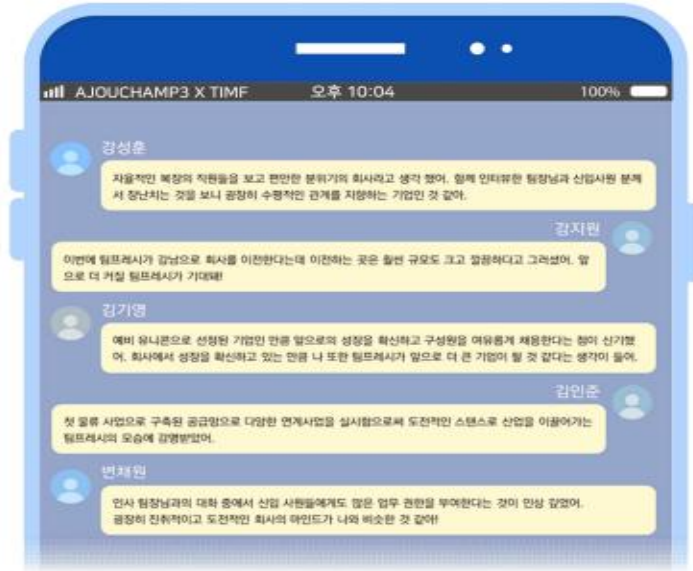 AJOUCHAMP3 X TIMF 오후 10:04 100%
강성훈
자율적인 복장의 직원들을 보고 편안한 분위기의 회사라고 생각 했어. 함께 인터뷰한 팀장님과 신입사원 분께
서 장난치는 것을 보니 굉장히 수평적인 관계를 지향하는 기업인 것 같아.
감지원
이번에 팀프레시가 강남으로 회사를 이전한다는데 이전하는 곳은 훨씬 규모도 크고 깔끔하다고 그러셨어. 앞
으로 더 커질 팀프레시가 기대돼!
김기영
예비 유니콘으로 선정된 기업인 만큼 앞으로의 성장을 확신하고 구성원을 여유롭게 채용한다는 점이 신기했
어. 회사에서 성장을 확신하고 있는 만큼 나 또한 팀프레시가 앞으로 더 큰 기업이 될 것 같다는 생각이 들어.
김인준
첫 물류 사업으로 구축된 공급망으로 다양한 연계사업을 실시함으로써 도전적인 스탠스로 산업을 이끌어가는
팀프레시의 모습에 감명받았어.
변채원
인사 팀장님과의 대화 중에서 신입 사원들에게도 많은 업무 권한을 부여한다는 것이 인상 깊었어.
굉장히 진취적이고 도전적인 회사의 마인드가 나와 비슷한 것 같아!